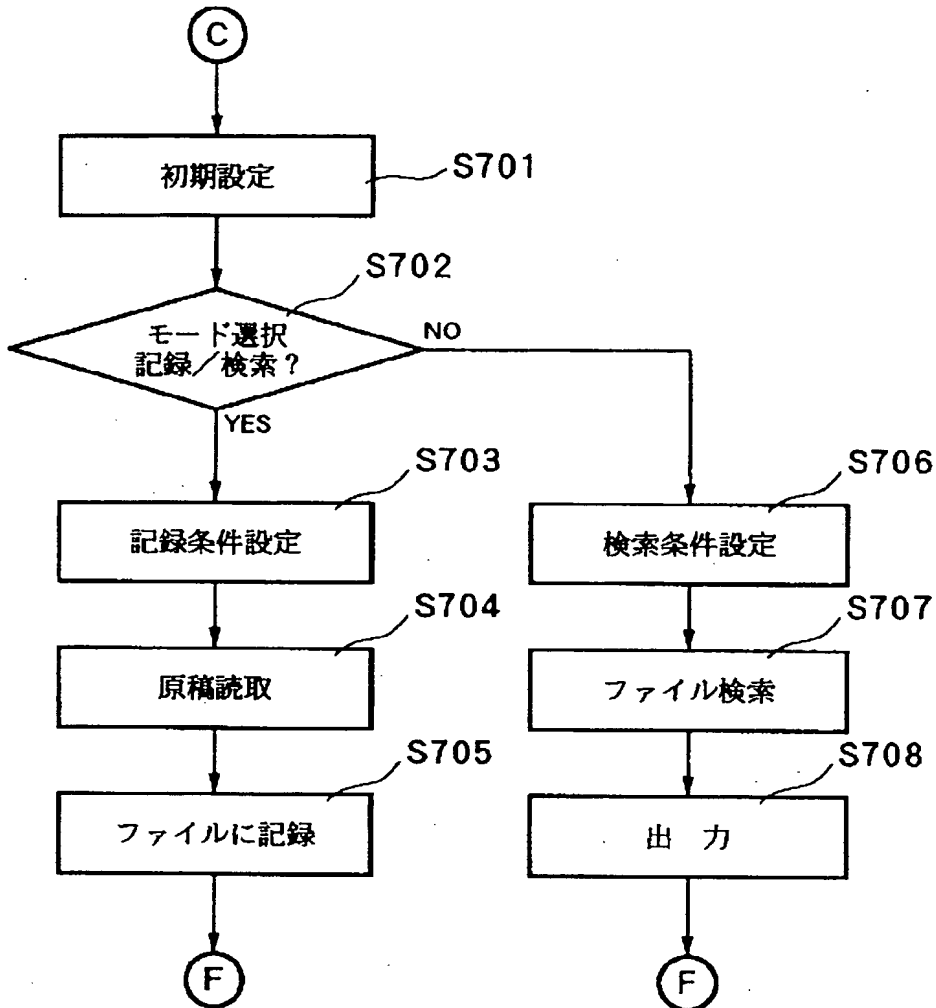 C
初期設定
S701
S702
モード選択
記録／検索？
NO
YES
S703
記録条件設定
S706
検索条件設定
S704
原稿読取
S707
ファイル検索
S705
ファイルに記録
S708
出 力
F
F